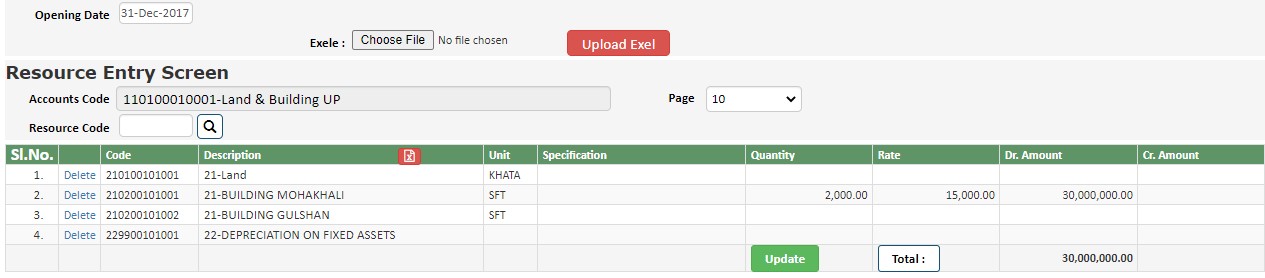 Opening Date 31-Dec-2017
Exele : Choose File No file chosen Upload Exel
Resource Entry Screen
Accounts Code 110100010001-Land & Building UP Page 10
Resource Code
Sl.No. Code Description Unit Specification Quantity Rate Dr. Amount Cr. Amount
1. Delete 210100101001 21-Land KHATA
2. Delete 210200101001 21-BUILDING MOHAKHALI SFT 2,000.00 15,000.00 30,000,000.00
3. Delete 210200101002 21-BUILDING GULSHAN SFT
4. Delete 229900101001 22-DEPRECIATION ON FIXED ASSETS
Update Total : 30,000,000.00